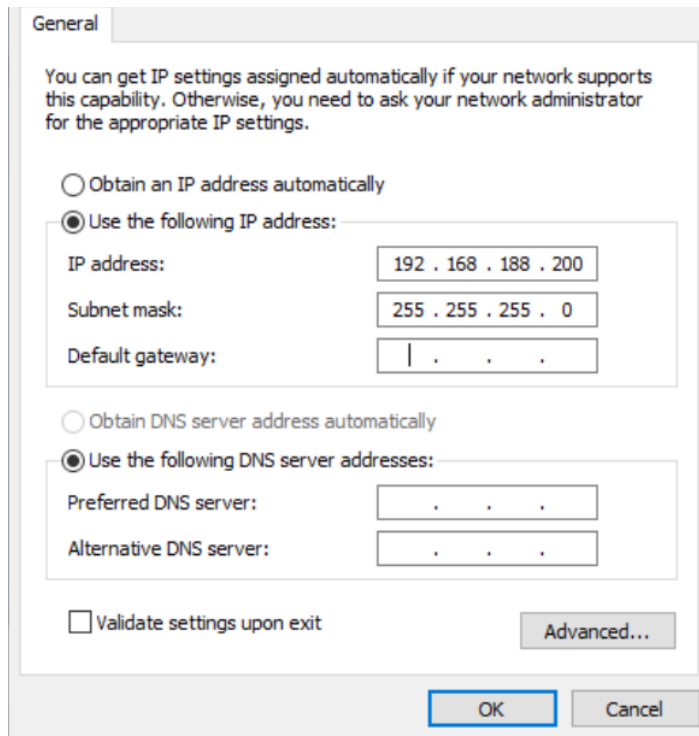 General
You can get IP settings assigned automatically if your network supports
this capability. Otherwise, you need to ask your network administrator
for the appropriate IP settings.
Obtain an IP address automatically
Use the following IP address:
IP address: 192 . 168 . 188 . 200
Subnet mask: 255 . 255 . 255 . 0
Default gateway: . . .
Obtain DNS server address automatically
Use the following DNS server addresses:
Preferred DNS server: . . .
Alternative DNS server: . . .
Validate settings upon exit
Advanced...
OK Cancel